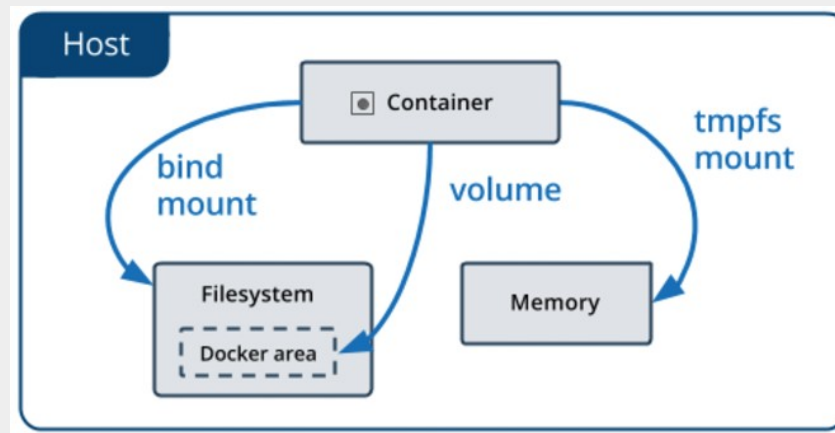 Host
Container
bind
mount
volume
tmpfs
mount
Filesystem
Docker area
Memory